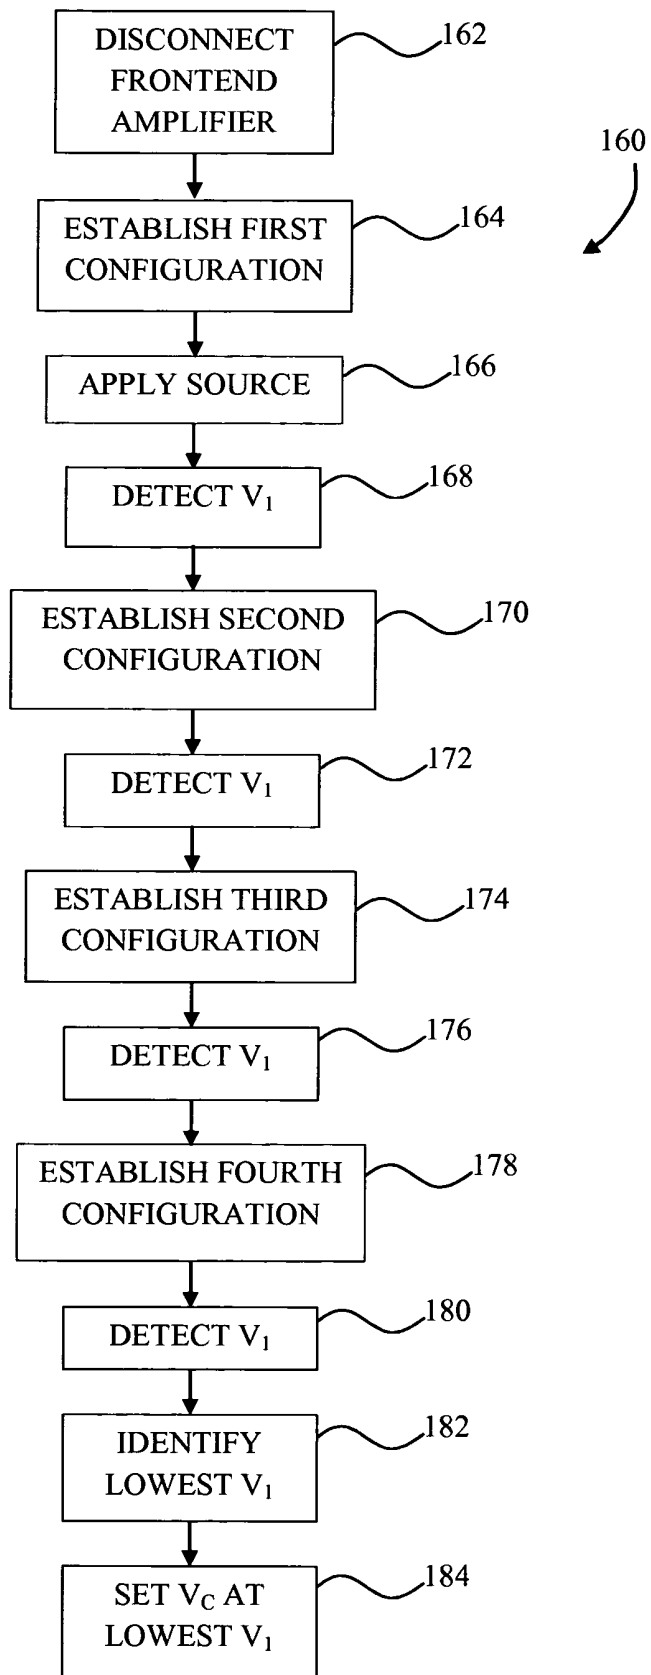 DISCONNECT
FRONTEND
AMPLIFIER
162
160
ESTABLISH FIRST
CONFIGURATION
164
APPLY SOURCE
166
DETECT V₁
168
ESTABLISH SECOND
CONFIGURATION
170
DETECT V₁
172
ESTABLISH THIRD
CONFIGURATION
174
DETECT V₁
176
ESTABLISH FOURTH
CONFIGURATION
178
DETECT V₁
180
IDENTIFY
LOWEST V₁
182
SET V_C AT
LOWEST V₁
184